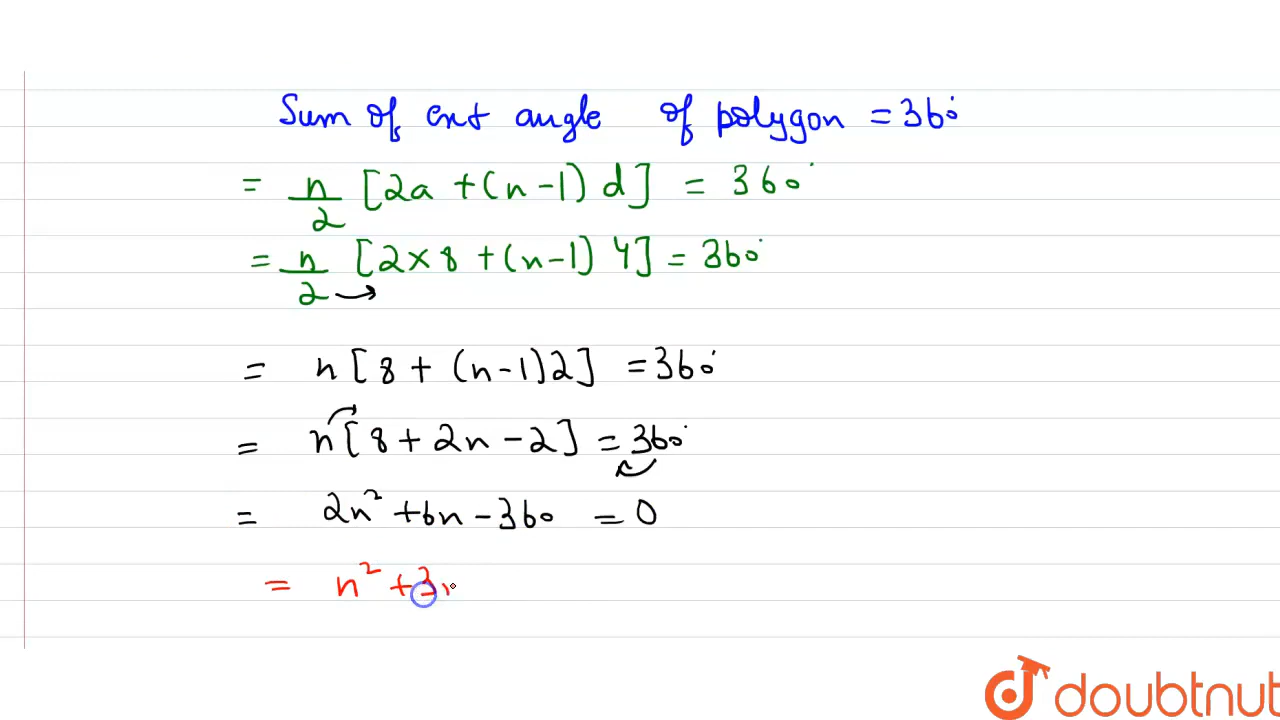 Sum of ext angle of polygon = 360°
= n/2 [2a + (n-1) d] = 360°
= n/2 [2×8 + (n-1) 4] = 360°
= n[8 + (n-1)2] = 360°
= n[8 + 2n - 2] = 360°
= 2n² + 6n - 360 = 0
= n² + 3
doubtnut